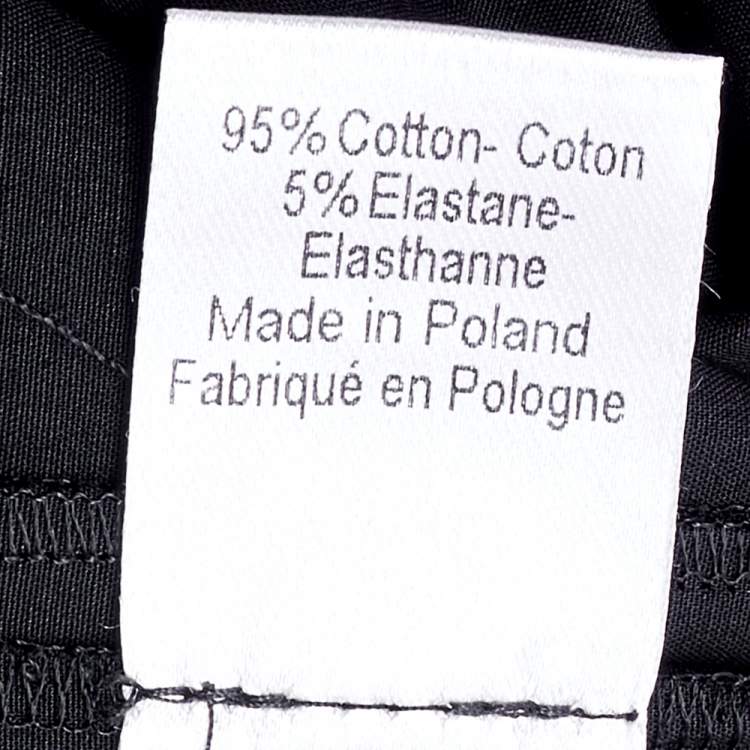 95% Cotton- Coton
5% Elastane-
Elasthanne
Made in Poland
Fabriqué en Pologne